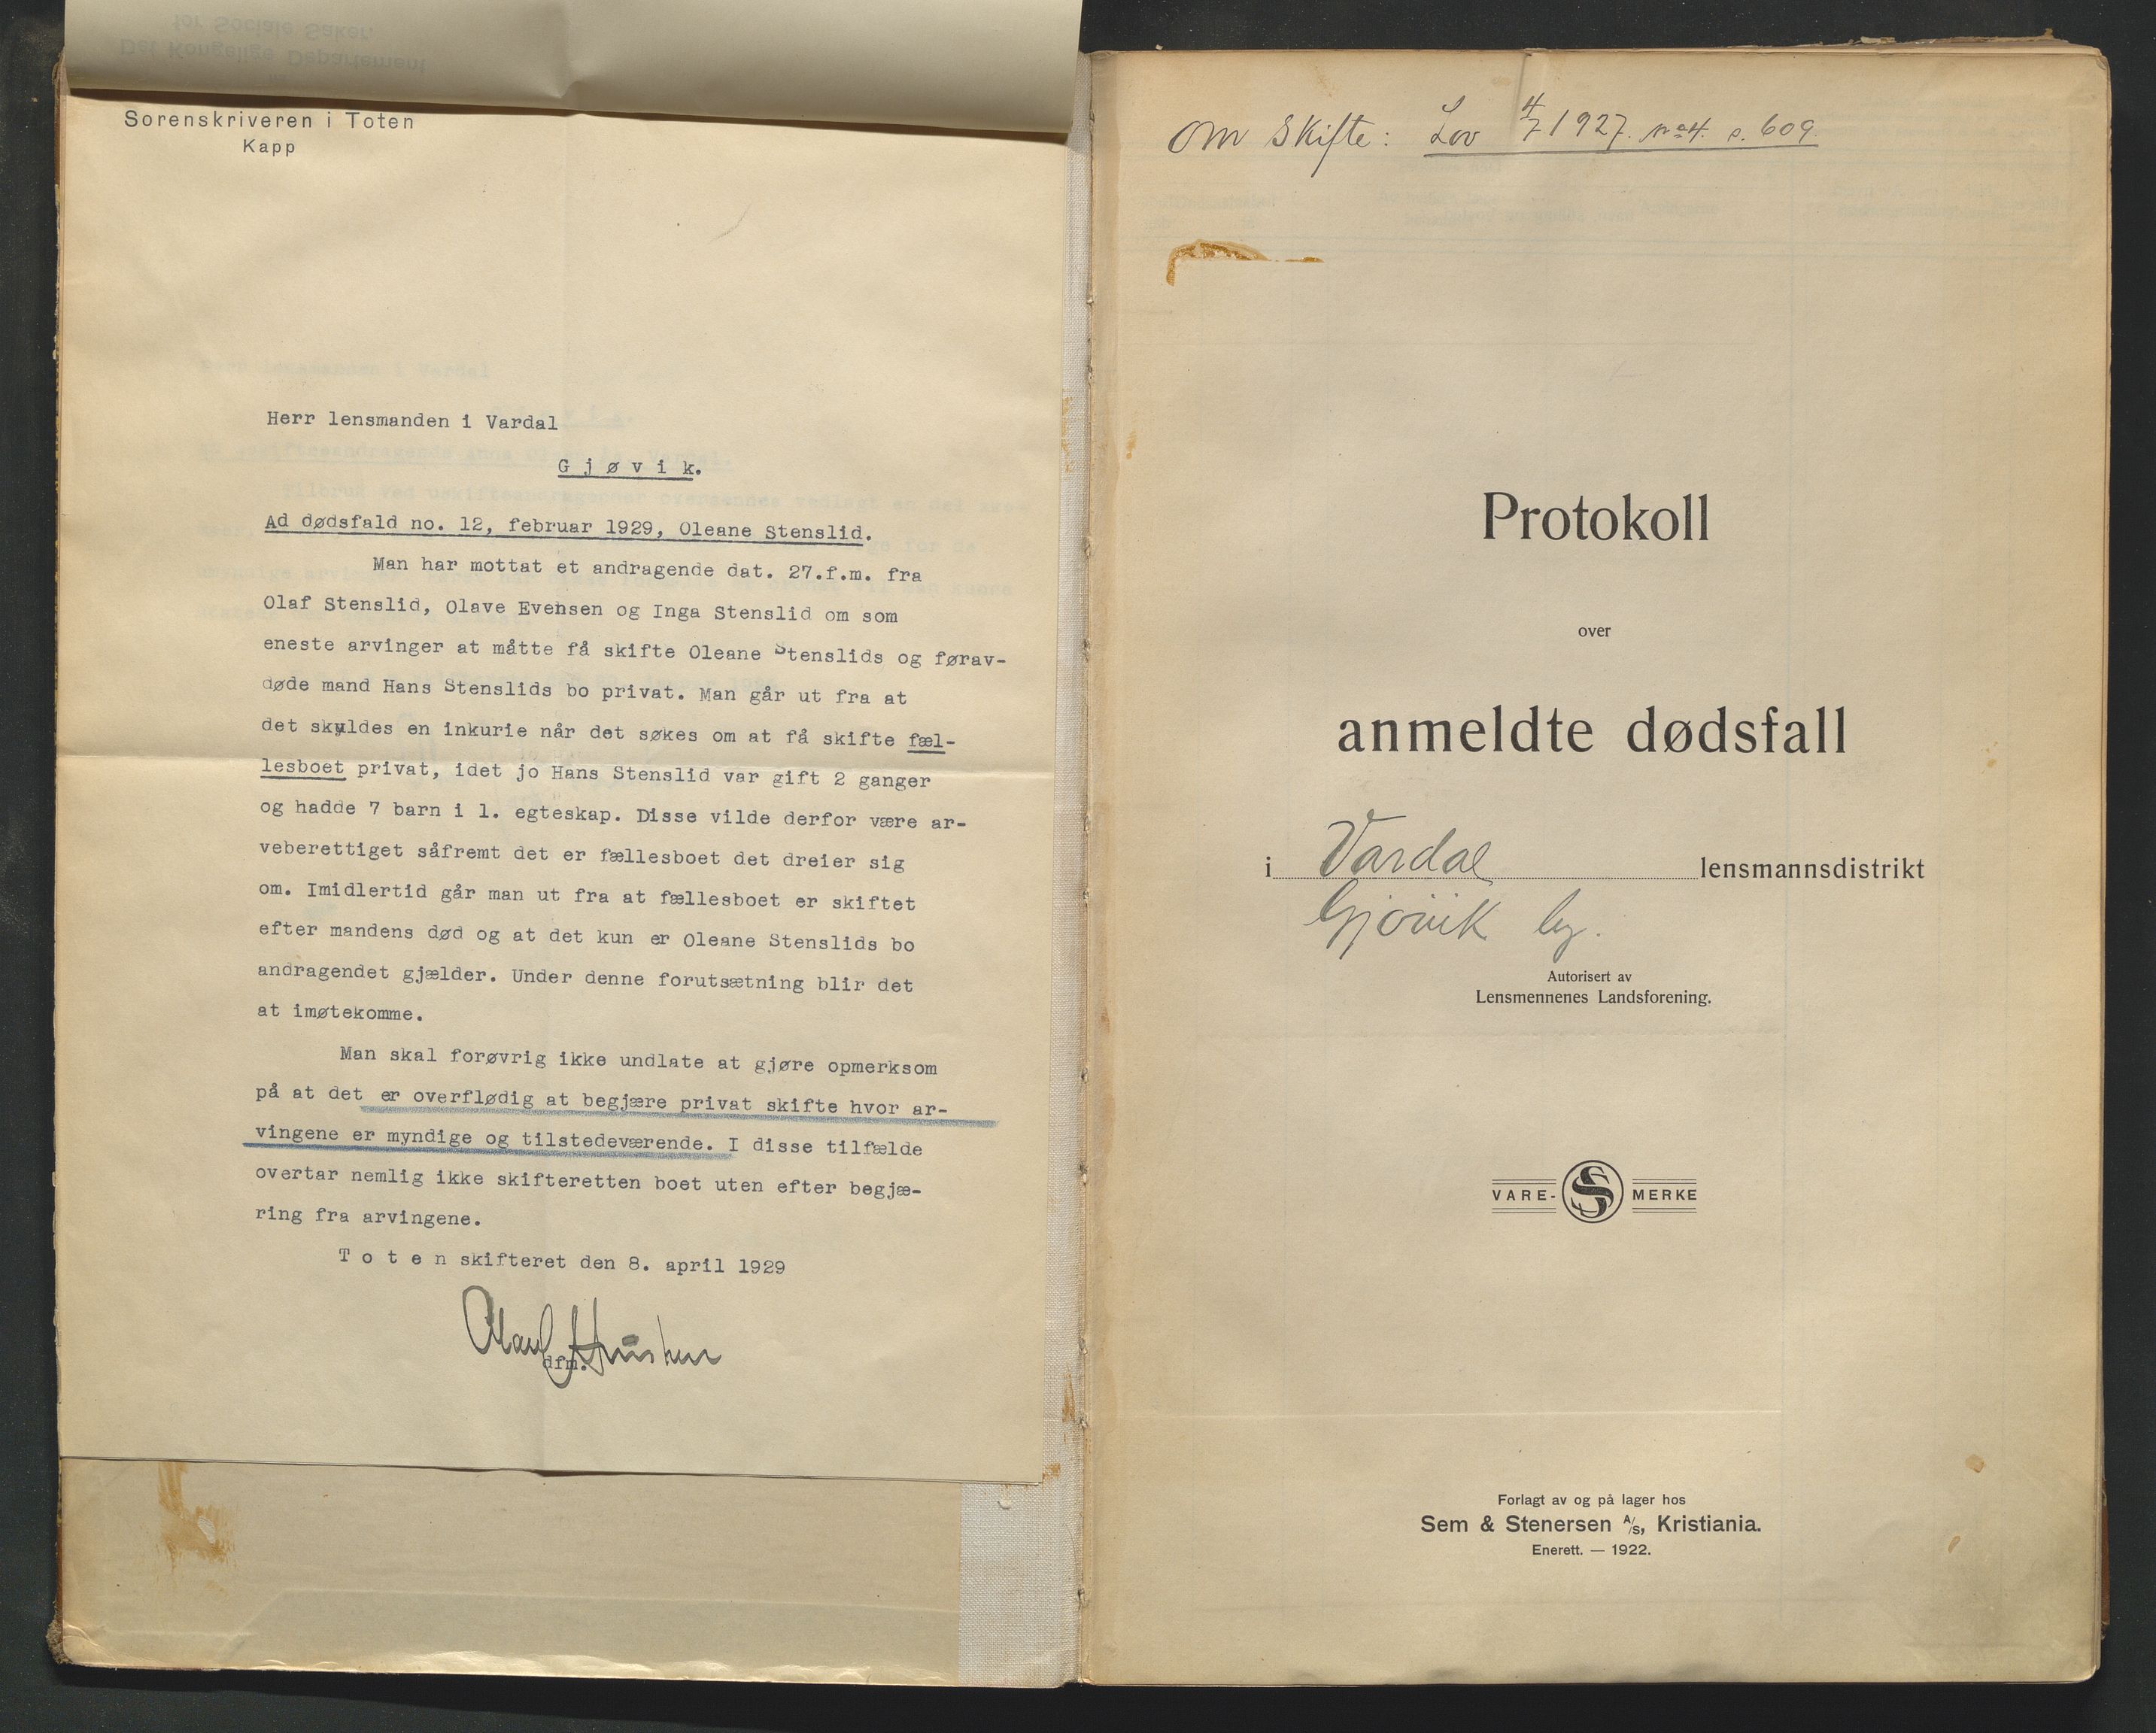 Det Kongelige Departement
for Sociale Saker.
Sorenskriveren i Toten
Kapp
Herr lensmanden i Vardal
G j ø v i k.
Ad dødsfald no. 12, februar 1929, Oleane Stenslid.
Man har mottat et andragende dat. 27.f.m. fra
Olaf Stenslid, Olave Evensen og Inga Stenslid om som
eneste arvinger at måtte få skifte Oleane Stenslids og førav-
døde mand Hans Stenslids bo privat. Man går ut fra at
det skyldes en inkurie når det søkes om at få skifte fæl-
lesboet privat, idet jo Hans Stenslid var gift 2 ganger
og hadde 7 barn i 1. egteskap. Disse vilde derfor være ar-
veberettiget såfremt det er fællesboet det dreier sig
om. Imidlertid går man ut fra at fællesboet er skiftet
efter mandens død og at det kun er Oleane Stenslids bo
andragendet gjælder. Under denne forutsætning blir det
at imøtekomme.
Man skal forøvrig ikke undlate at gjøre opmerksom
på at det er overflødig at begjære privat skifte hvor ar-
vingene er myndige og tilstedeværende. I disse tilfælde
overtar nemlig ikke skifteretten boet uten efter begjæ-
ring fra arvingene.
T o t e n skifteret den 8. april 1929
dfm.
Om Skifte: Lov 4/7 1927. no 4. s. 609.
Protokoll
over
anmeldte dødsfall
i Vardal lensmannsdistrikt
Gjövik by.
Autorisert av
Lensmennenes Landsforening.
VARE- S MERKE
Forlagt av og på lager hos
Sem & Stenersen A/S, Kristiania.
Enerett. — 1922.